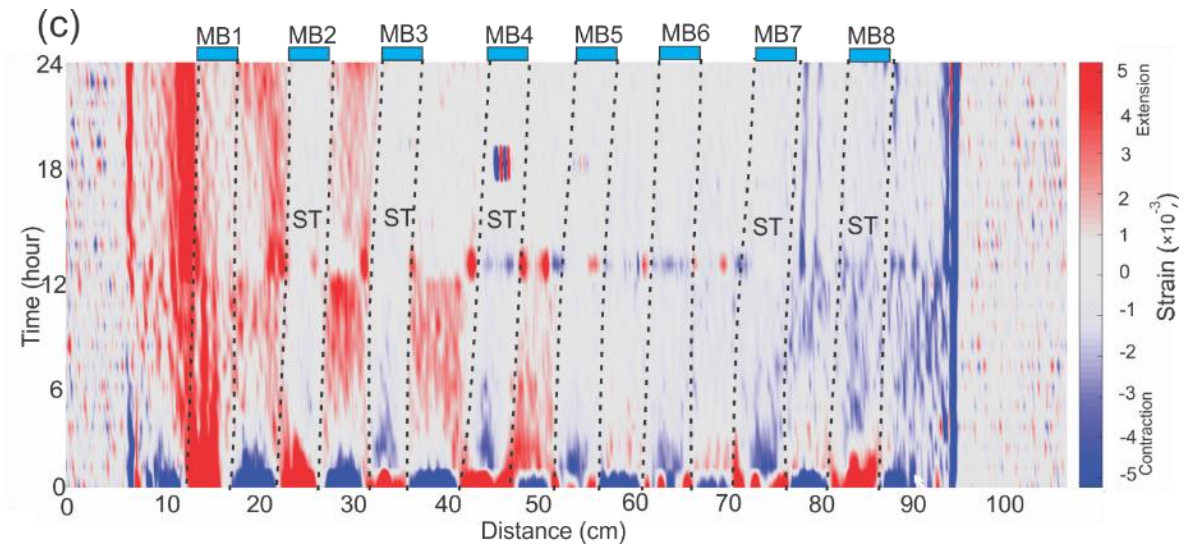 (c)
MB1 MB2 MB3 MB4 MB5 MB6 MB7 MB8
24
18
12
6
0
Time (hour)
ST ST ST ST ST
0 10 20 30 40 50 60 70 80 90 100
Distance (cm)
5
4
3
2
1
0
-1
-2
-3
-4
-5
Extension
Contraction
Strain (×10⁻³)